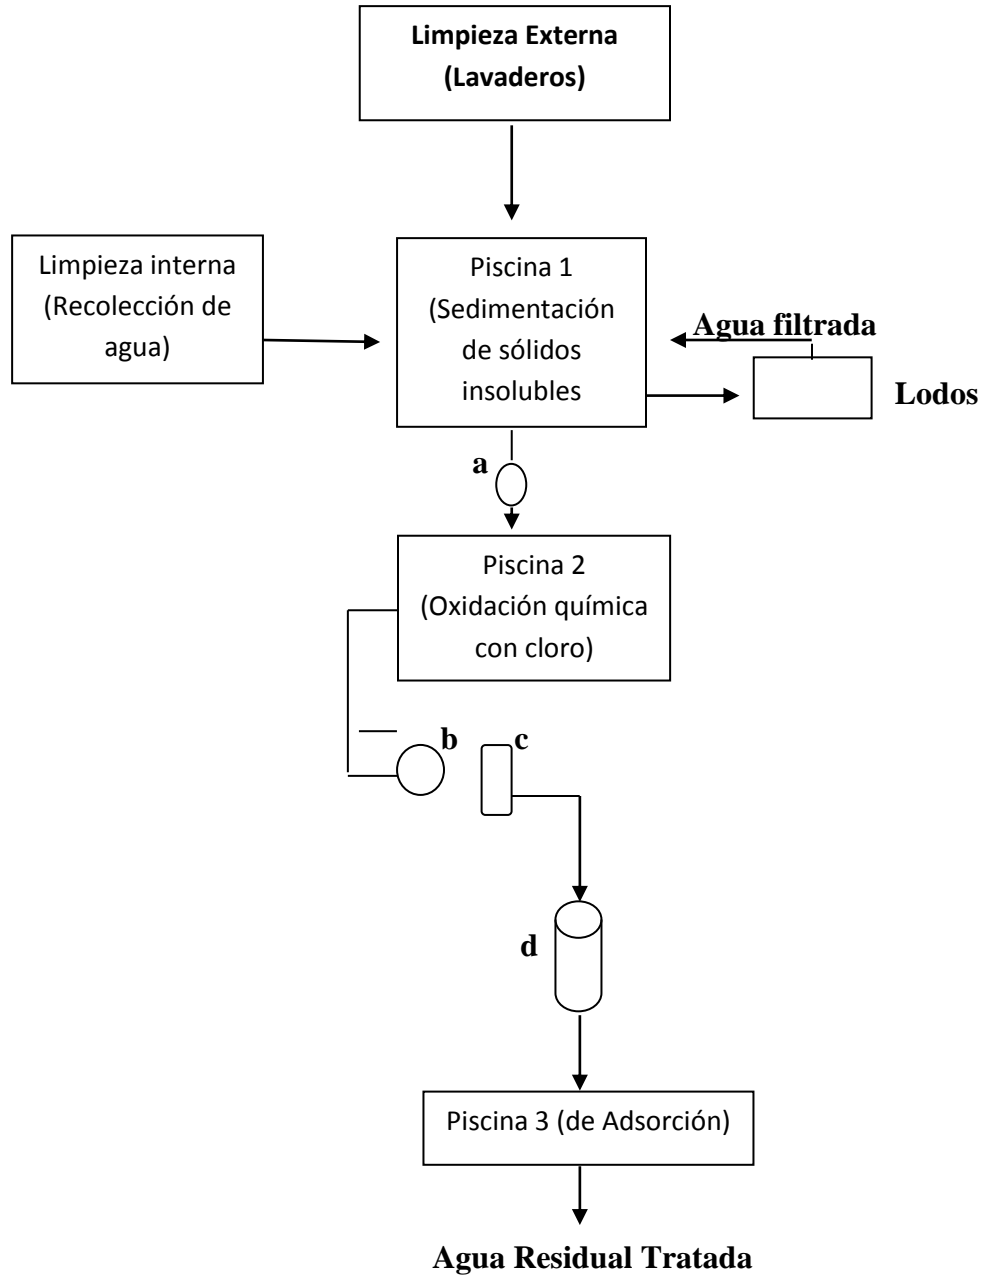 Limpieza Externa
(Lavaderos)
Limpieza interna
(Recolección de
agua)
Piscina 1
(Sedimentación
de sólidos
insolubles
Agua filtrada
Lodos
a
Piscina 2
(Oxidación química
con cloro)
b
c
d
Piscina 3 (de Adsorción)
Agua Residual Tratada